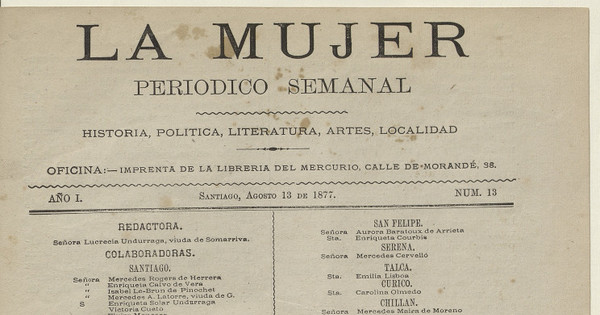 LA MUJER
PERIODICO SEMANAL
HISTORIA, POLITICA, LITERATURA, ARTES, LOCALIDAD
OFICINA:—IMPRENTA DE LA LIBRERIA DEL MERCURIO, CALLE DE MORANDÉ, 38.
AÑO I.
SANTIAGO, AGOSTO 13 DE 1877.
NUM. 13
REDACTORA.
Señora Lucrecia Undurraga, viuda de Somarriva.
COLABORADORAS.
SANTIAGO.
Señora Mercedes Rogers de Herrera
" Enriqueta Calvo de Vera
" Isabel Le-Brun de Pinochet
" Mercedes A. Latorre, viuda de G.
S Enriqueta Solar Undurraga
Victoria Cueto
SAN FELIPE.
Señora Aurora Baratoux de Arrieta
Sta. Enriqueta Courbis
SERENA.
Señora Mercedes Cervelló
TALCA.
Sta. Emilia Lisboa
CURICO.
Sta. Carolina Olmedo
CHILLAN.
Señora Mercedes Maira de Moreno